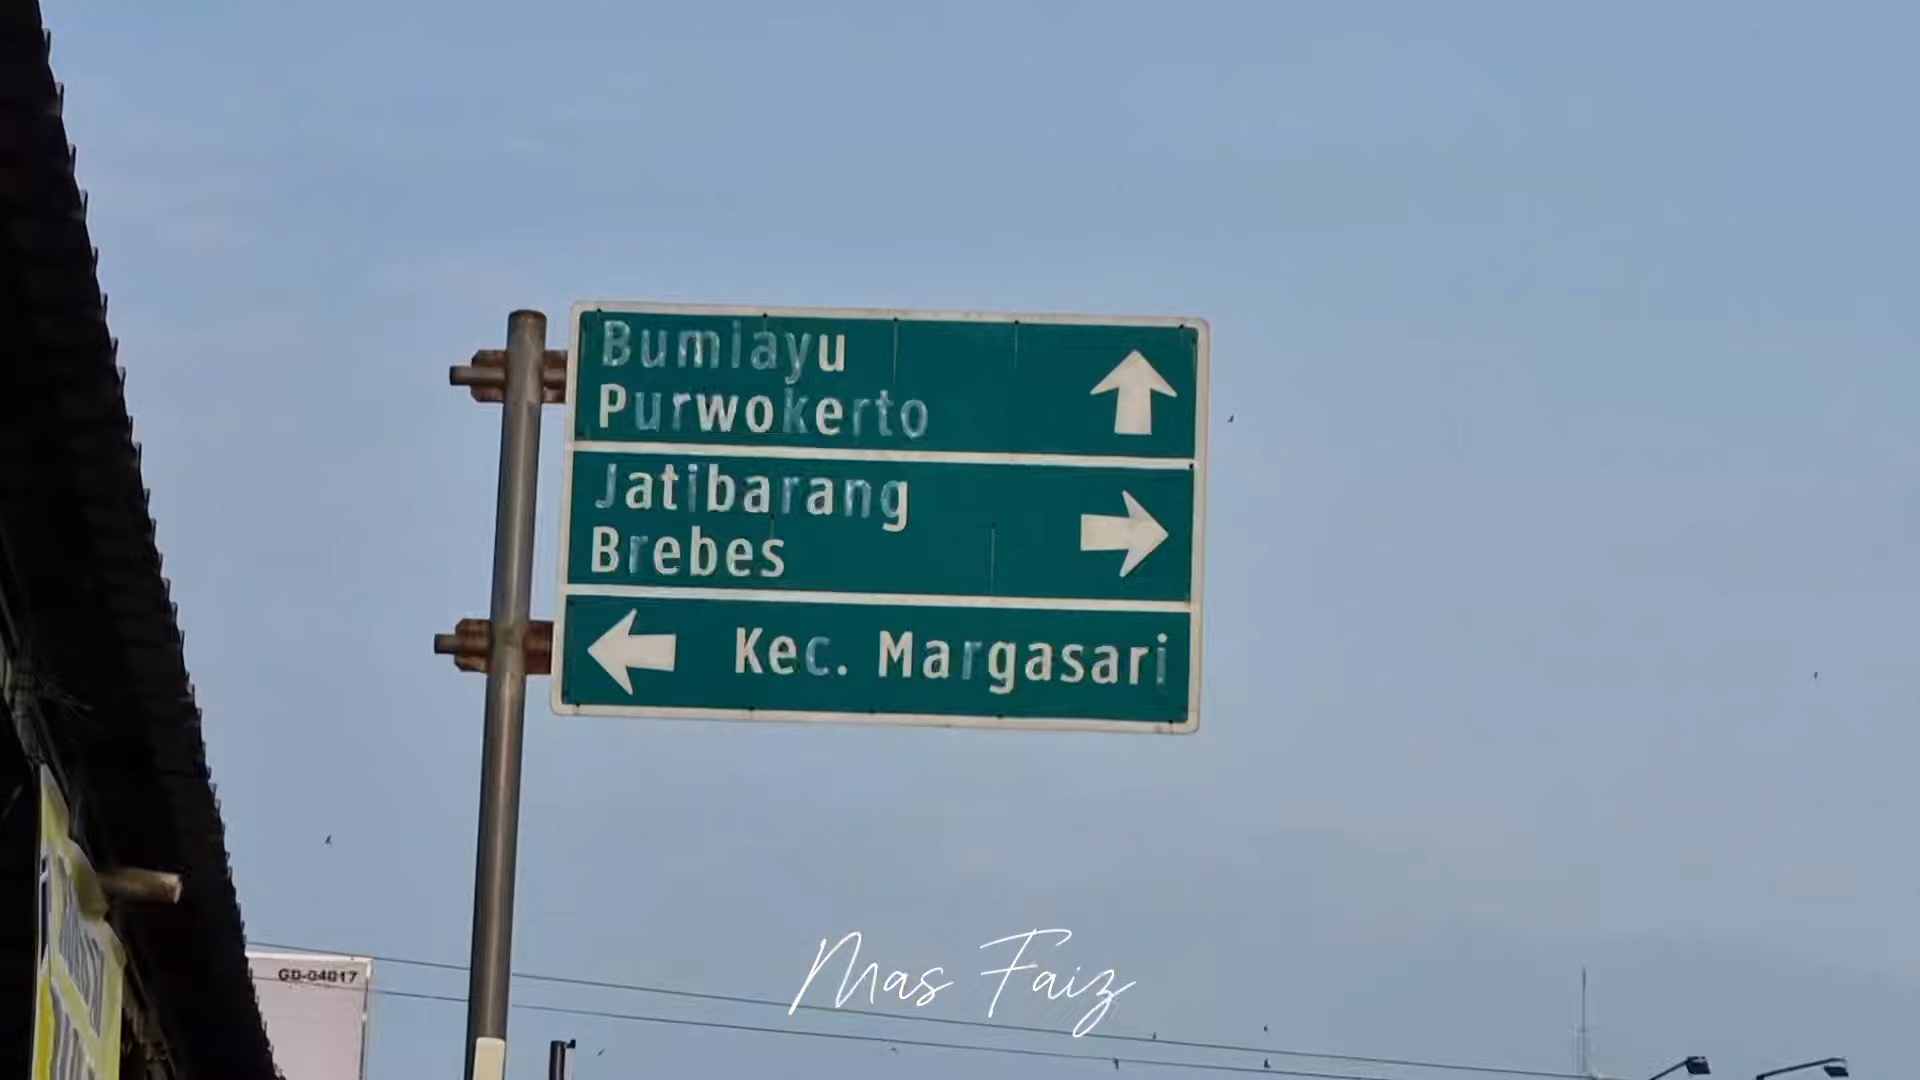 Bumiayu
Purwokerto
Jatibarang
Brebes
Kec. Margasari
GD-04017
Mas Faiz